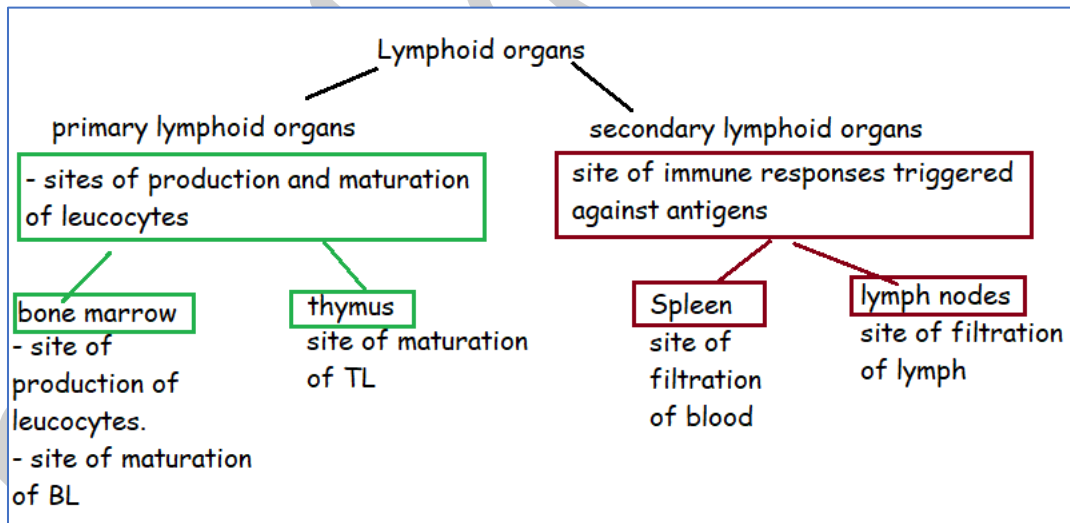 Lymphoid organs
primary lymphoid organs
secondary lymphoid organs
- sites of production and maturation
of leucocytes
site of immune responses triggered
against antigens
bone marrow
- site of
production of
leucocytes.
- site of maturation
of BL
thymus
site of maturation
of TL
Spleen
site of
filtration
of blood
lymph nodes
site of filtration
of lymph